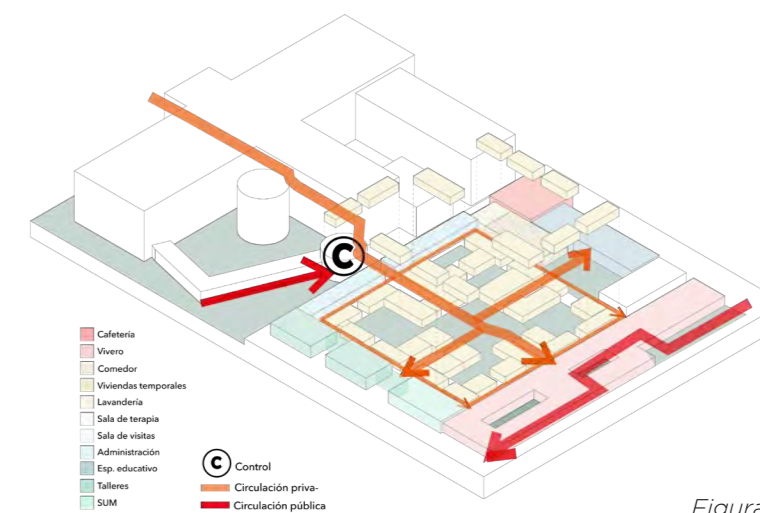 C
Cafetería
Vivero
Comedor
Viviendas temporales
Lavandería
Sala de terapia
Sala de visitas
Administración
Esp. educativo
Talleres
SUM
C Control
Circulación priva-
Circulación pública
Figura